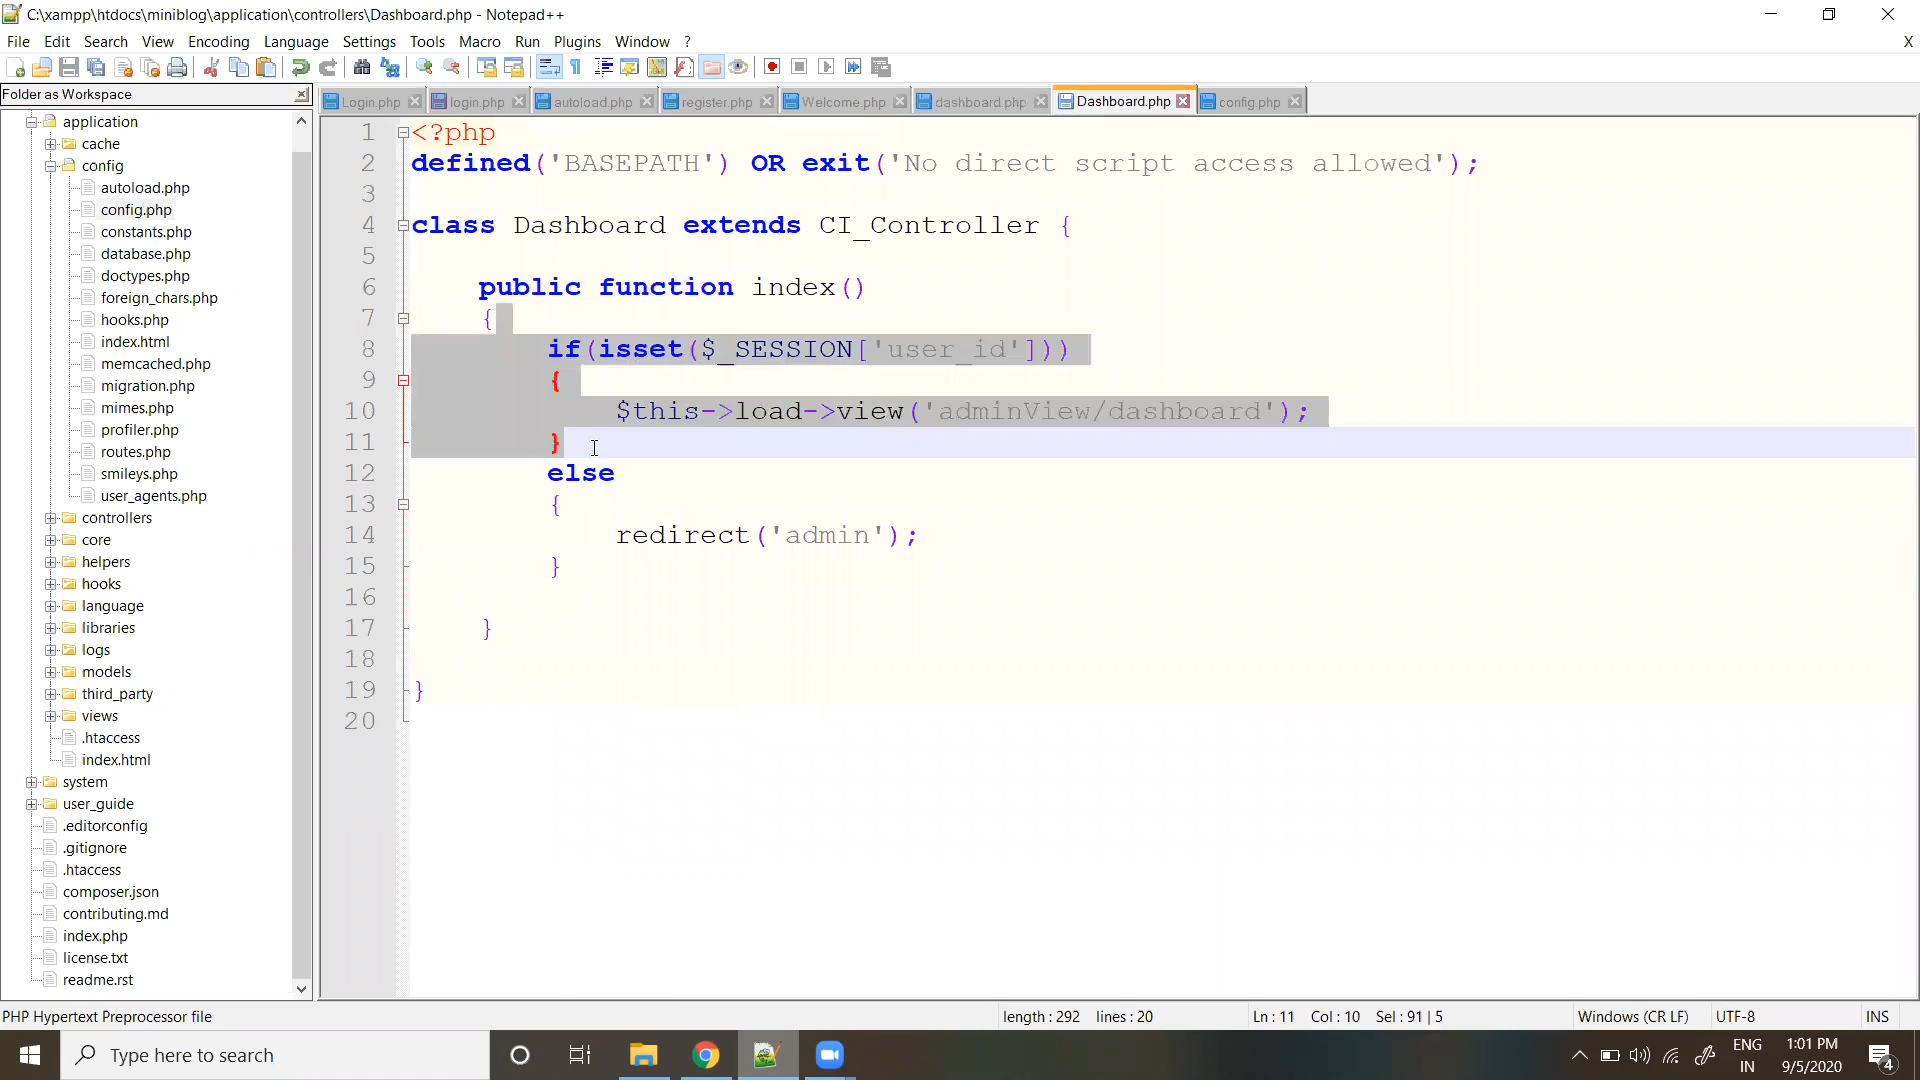 C:\xampp\htdocs\miniblog\application\controllers\Dashboard.php - Notepad++
File Edit Search View Encoding Language Settings Tools Macro Run Plugins Window ? X
Folder as Workspace
Login.php login.php autoload.php register.php Welcome.php dashboard.php Dashboard.php config.php
application
cache
config
autoload.php
config.php
constants.php
database.php
doctypes.php
foreign_chars.php
hooks.php
index.html
memcached.php
migration.php
mimes.php
profiler.php
routes.php
smileys.php
user_agents.php
controllers
core
helpers
hooks
language
libraries
logs
models
third_party
views
.htaccess
index.html
system
user_guide
.editorconfig
.gitignore
.htaccess
composer.json
contributing.md
index.php
license.txt
readme.rst
1 <?php
2 defined('BASEPATH') OR exit('No direct script access allowed');
3
4 class Dashboard extends CI_Controller {
5
6 public function index()
7 {
8 if(isset($_SESSION['user_id']))
9 {
10 $this->load->view('adminView/dashboard');
11 }
12 else
13 {
14 redirect('admin');
15 }
16
17 }
18
19 }
20
PHP Hypertext Preprocessor file length : 292 lines : 20 Ln : 11 Col : 10 Sel : 91 | 5 Windows (CR LF) UTF-8 INS
Type here to search
ENG
IN
1:01 PM
9/5/2020
4